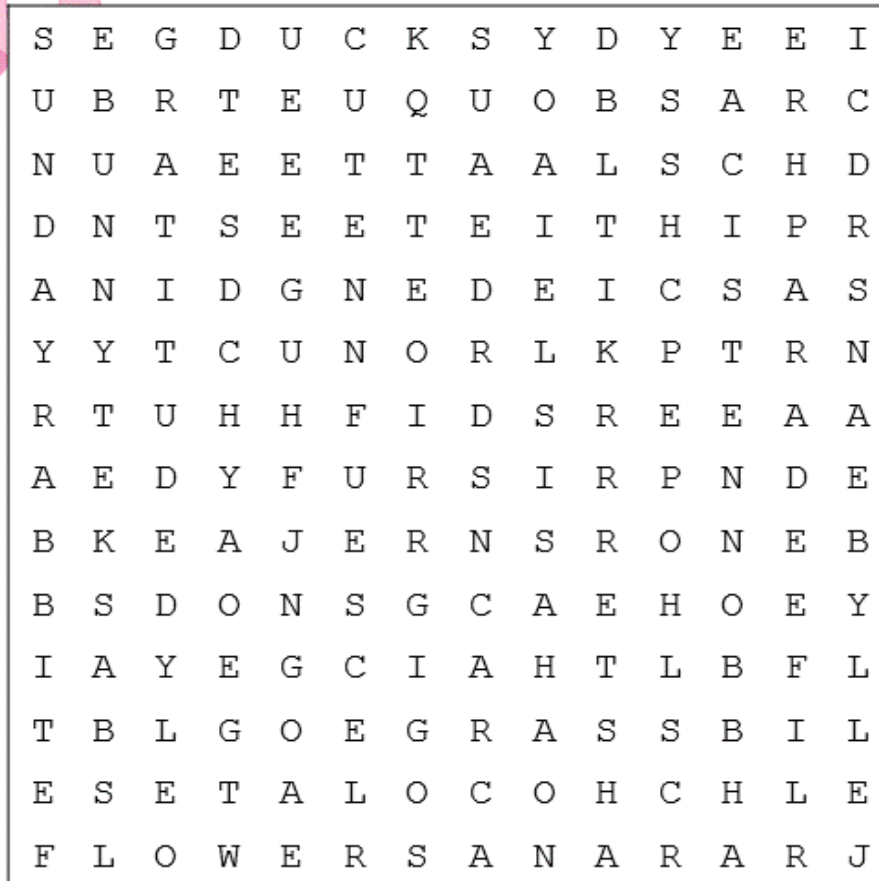 S E G D U C K S Y D Y E E I
U B R T E U Q U O B S A R C
N U A E E T T A A L S C H D
D N T S E E T E I T H I P R
A N I D G N E D E I C S A S
Y Y T C U N O R L K P T R N
R T U H H F I D S R E E A A
A E D Y F U R S I R P N D E
B K E A J E R N S R O N E B
B S D O N S G C A E H O E Y
I A Y E G C I A H T L B F L
T B L G O E G R A S S B I L
E S E T A L O C O H C H L E
F L O W E R S A N A R A R J